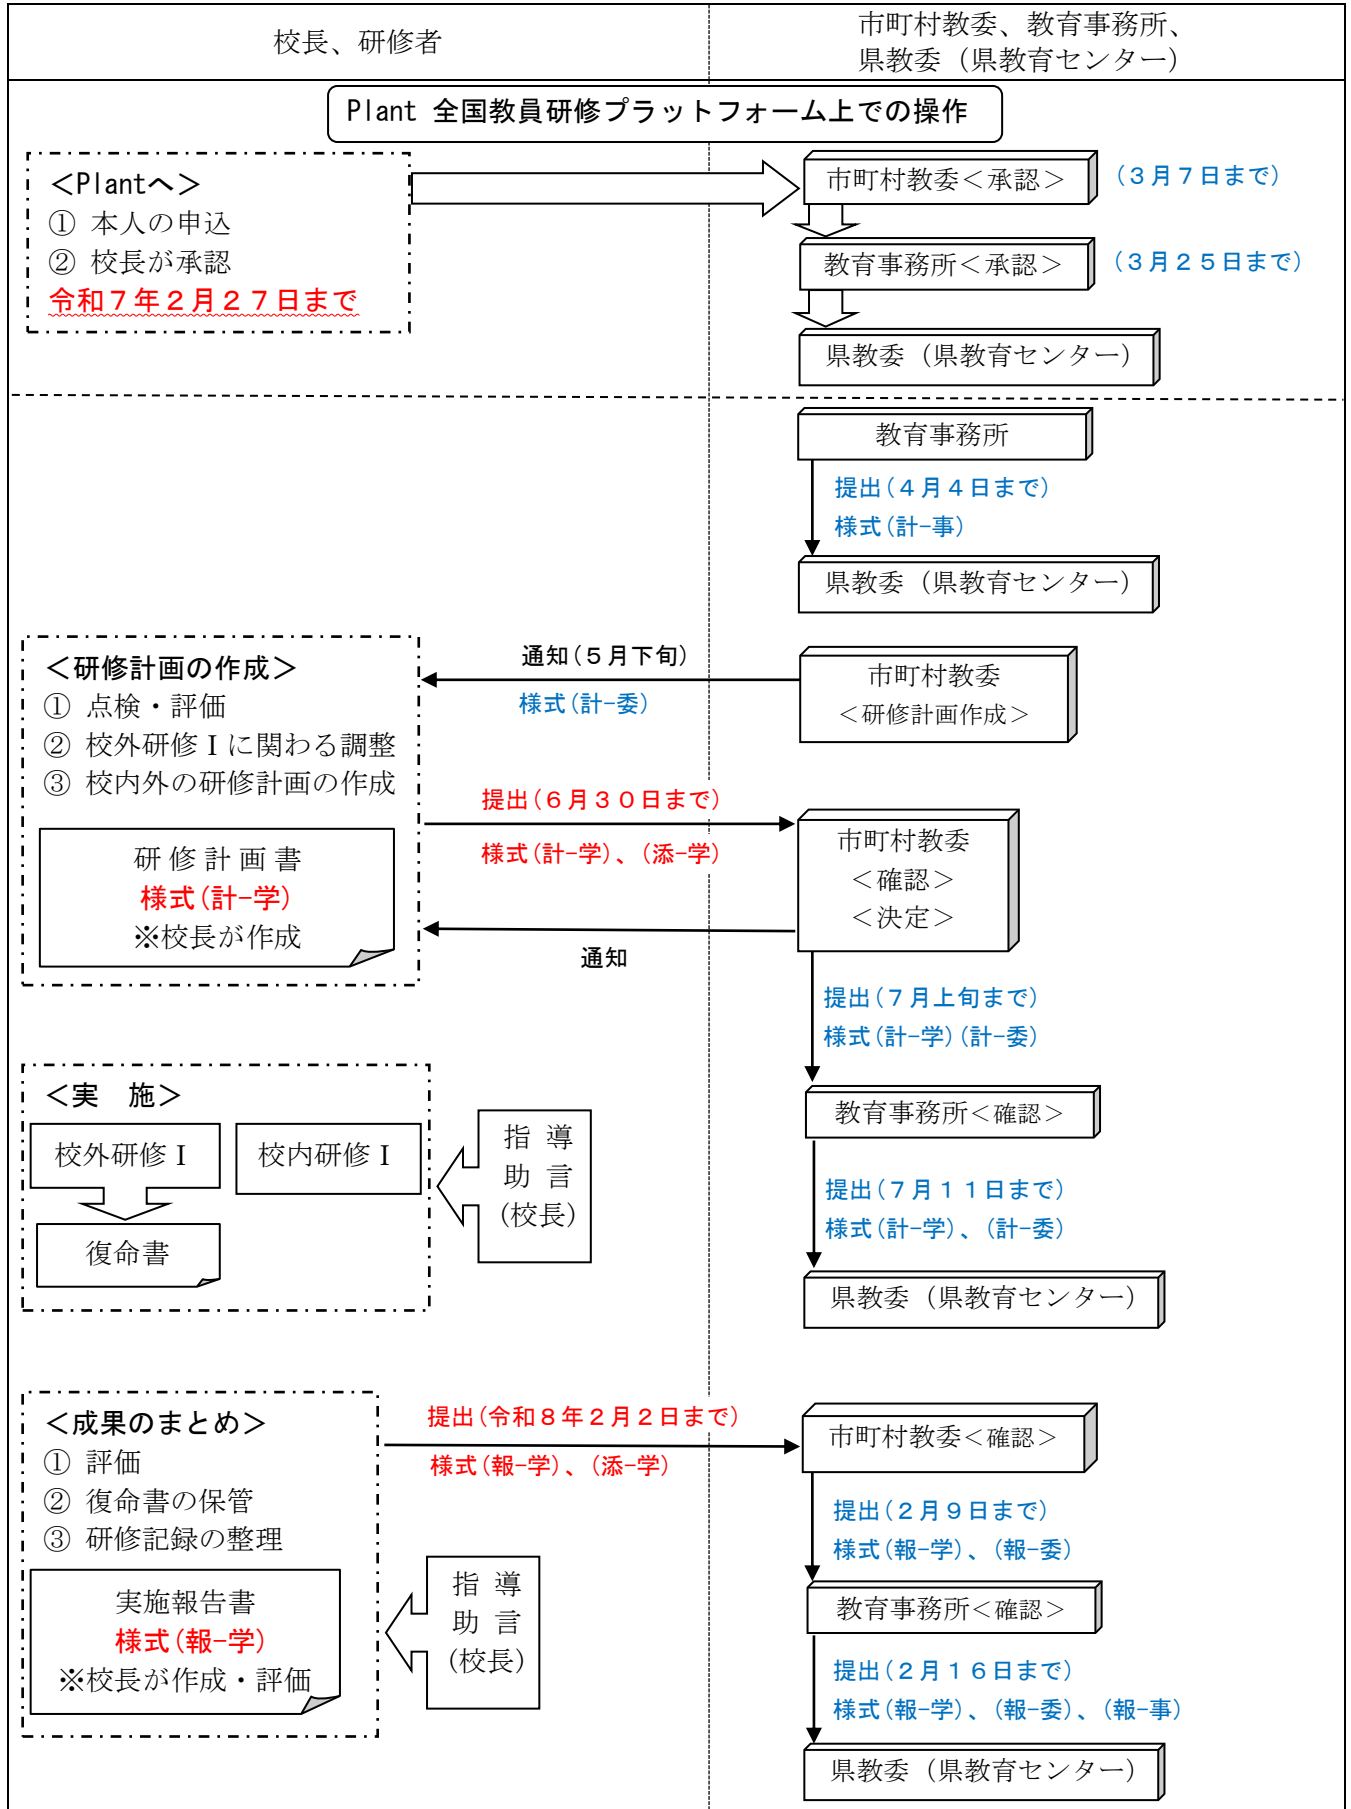 校長、研修者
市町村教委、教育事務所、
県教委（県教育センター）
Plant 全国教員研修プラットフォーム上での操作
＜Plantへ＞
① 本人の申込
② 校長が承認
令和７年２月２７日まで
市町村教委＜承認＞
（３月７日まで）
教育事務所＜承認＞
（３月２５日まで）
県教委（県教育センター）
教育事務所
提出(４月４日まで)
様式(計-事)
県教委（県教育センター）
＜研修計画の作成＞
① 点検・評価
② 校外研修Ⅰに関わる調整
③ 校内外の研修計画の作成
研 修 計 画 書
様式(計-学)
※校長が作成
通知(５月下旬)
様式(計-委)
市町村教委
＜研修計画作成＞
提出(６月３０日まで)
様式(計-学)、(添-学)
市町村教委
＜確認＞
＜決定＞
通知
提出(７月上旬まで)
様式(計-学)(計-委)
＜実　施＞
校外研修Ⅰ
校内研修Ⅰ
復命書
指 導
助 言
(校長)
教育事務所＜確認＞
提出(７月１１日まで)
様式(計-学)、(計-委)
県教委（県教育センター）
＜成果のまとめ＞
① 評価
② 復命書の保管
③ 研修記録の整理
実施報告書
様式(報-学)
※校長が作成・評価
指 導
助 言
(校長)
提出(令和８年２月２日まで)
様式(報-学)、(添-学)
市町村教委＜確認＞
提出(２月９日まで)
様式(報-学)、(報-委)
教育事務所＜確認＞
提出(２月１６日まで)
様式(報-学)、(報-委)、(報-事)
県教委（県教育センター）